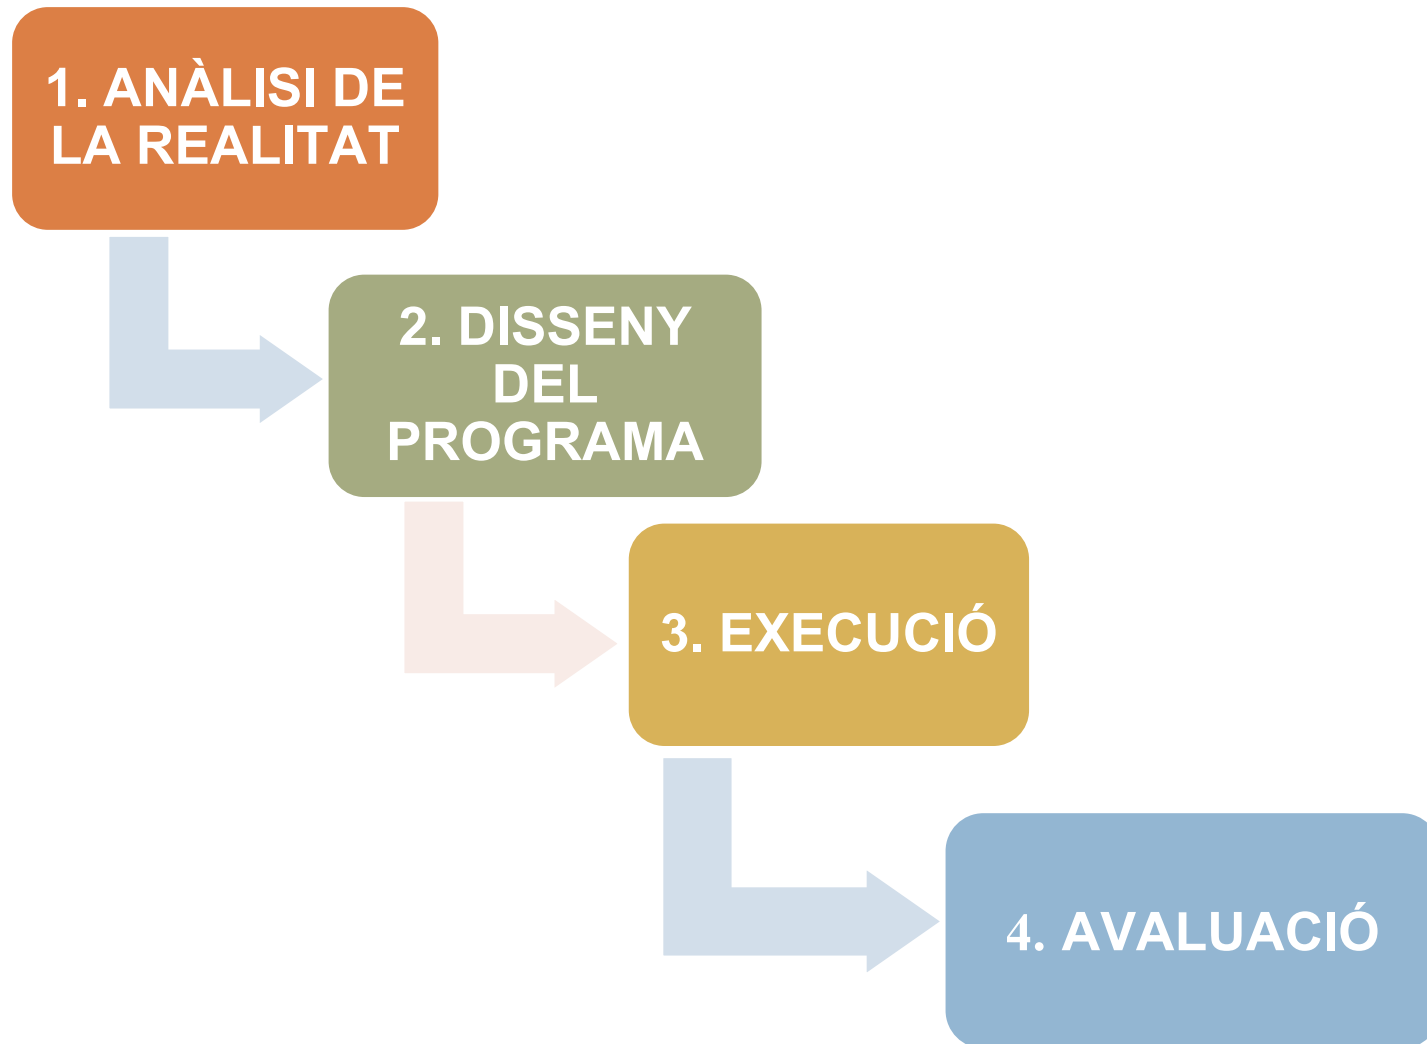 1. ANÀLISI DE
LA REALITAT
2. DISSENY
DEL
PROGRAMA
3. EXECUCIÓ
4. AVALUACIÓ